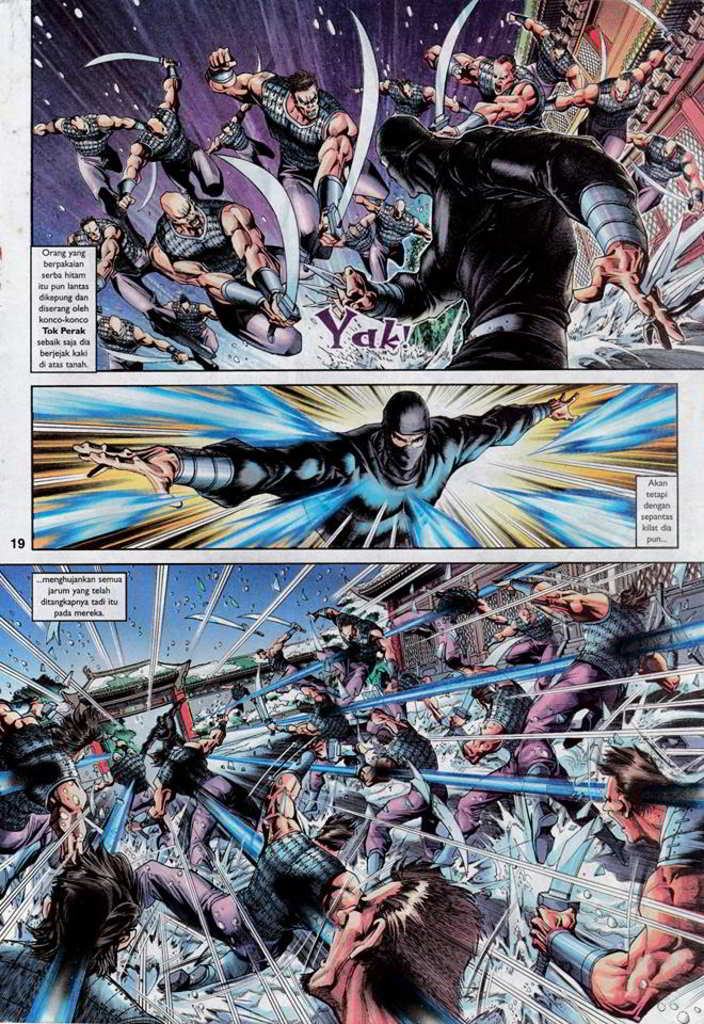 Orang yang
berpakaian
serba hitam
itu pun lantas
dikepung dan
diserang oleh
konco-konco
Tok Perak
sebaik saja dia
berjejak kaki
di atas tanah.
Yak!
Akan
tetapi
dengan
sepantas
kilat dia
pun...
19
...menghujankan semua
jarum yang telah
ditangkapnya tadi itu
pada mereka.